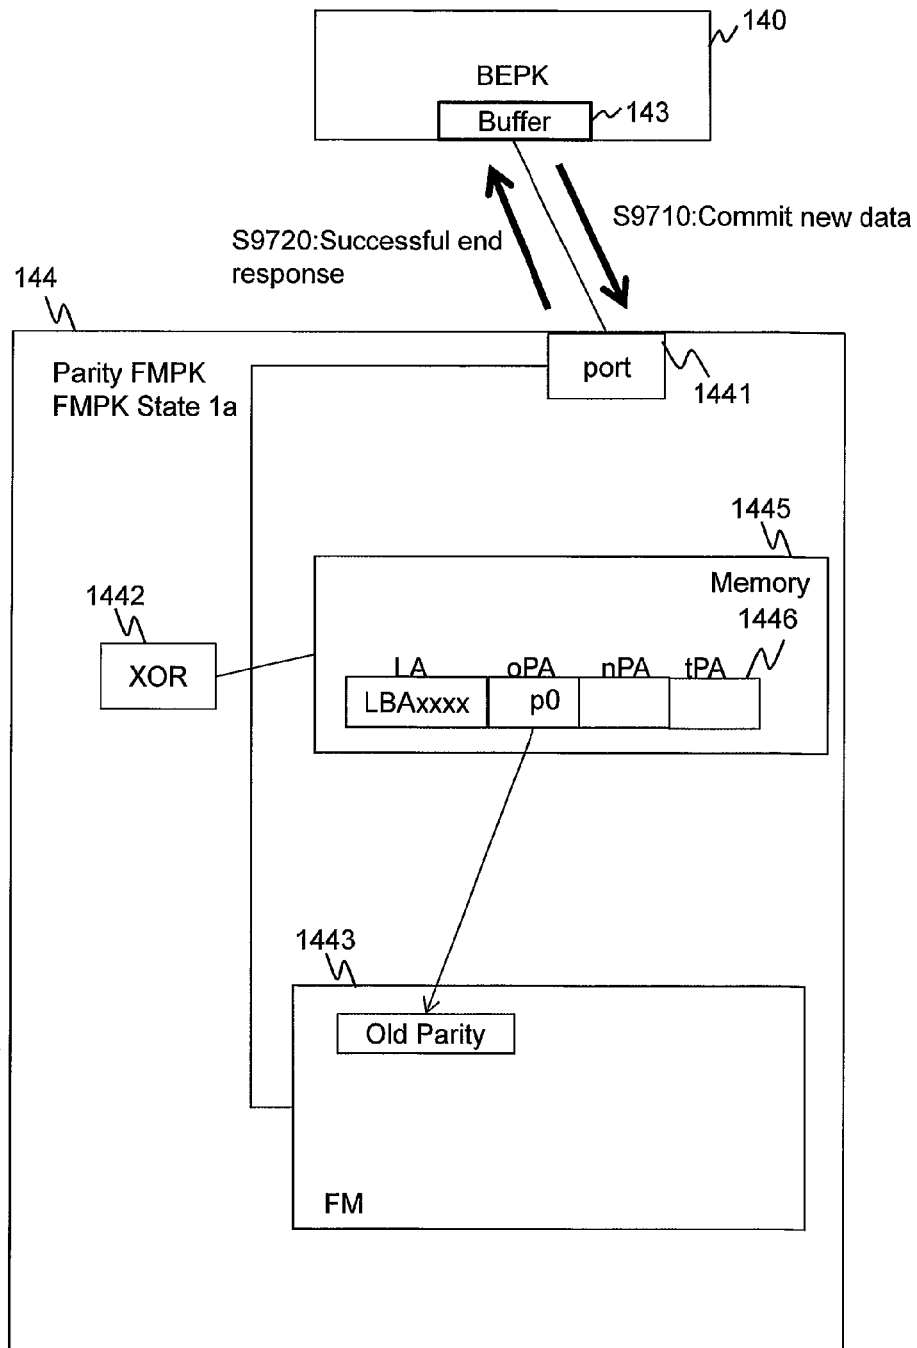 140
BEPK
Buffer
143
S9710:Commit new data
S9720:Successful end
response
144
port
Parity FMPK
FMPK State 1a
1441
1445
Memory
1442
1446
XOR
LA oPA nPA tPA
LBAxxxx p0
1443
Old Parity
FM